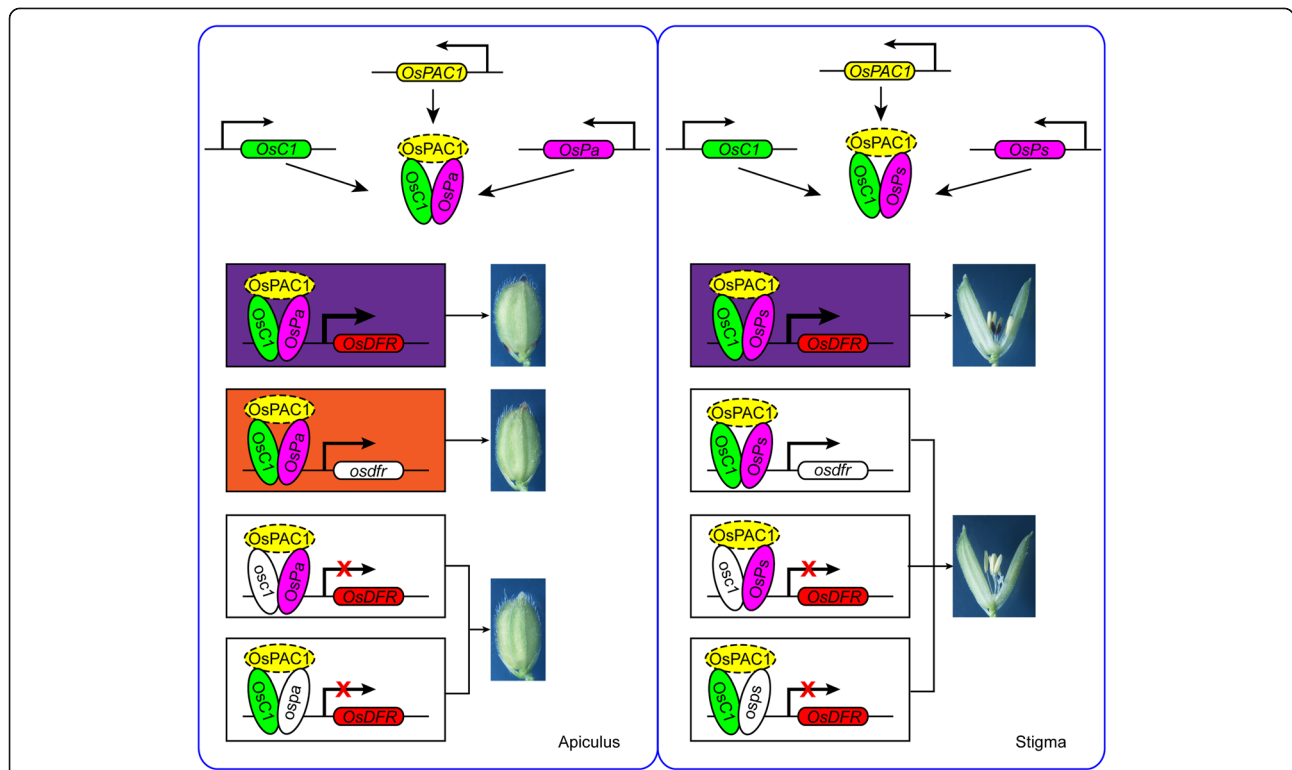 OsPAC1
OsC1
OsPAC1
OsPa
OsC1
OsPa
OsPAC1
OsC1
OsPa
OsDFR
OsPAC1
OsC1
OsPa
osdfr
OsPAC1
osc1
OsPa
X
OsDFR
OsPAC1
OsC1
ospa
X
OsDFR
Apiculus
OsPAC1
OsC1
OsPAC1
OsPs
OsC1
OsPs
OsPAC1
OsC1
OsPs
OsDFR
OsPAC1
OsC1
OsPs
osdfr
OsPAC1
osc1
OsPs
X
OsDFR
OsPAC1
OsC1
osps
X
OsDFR
Stigma